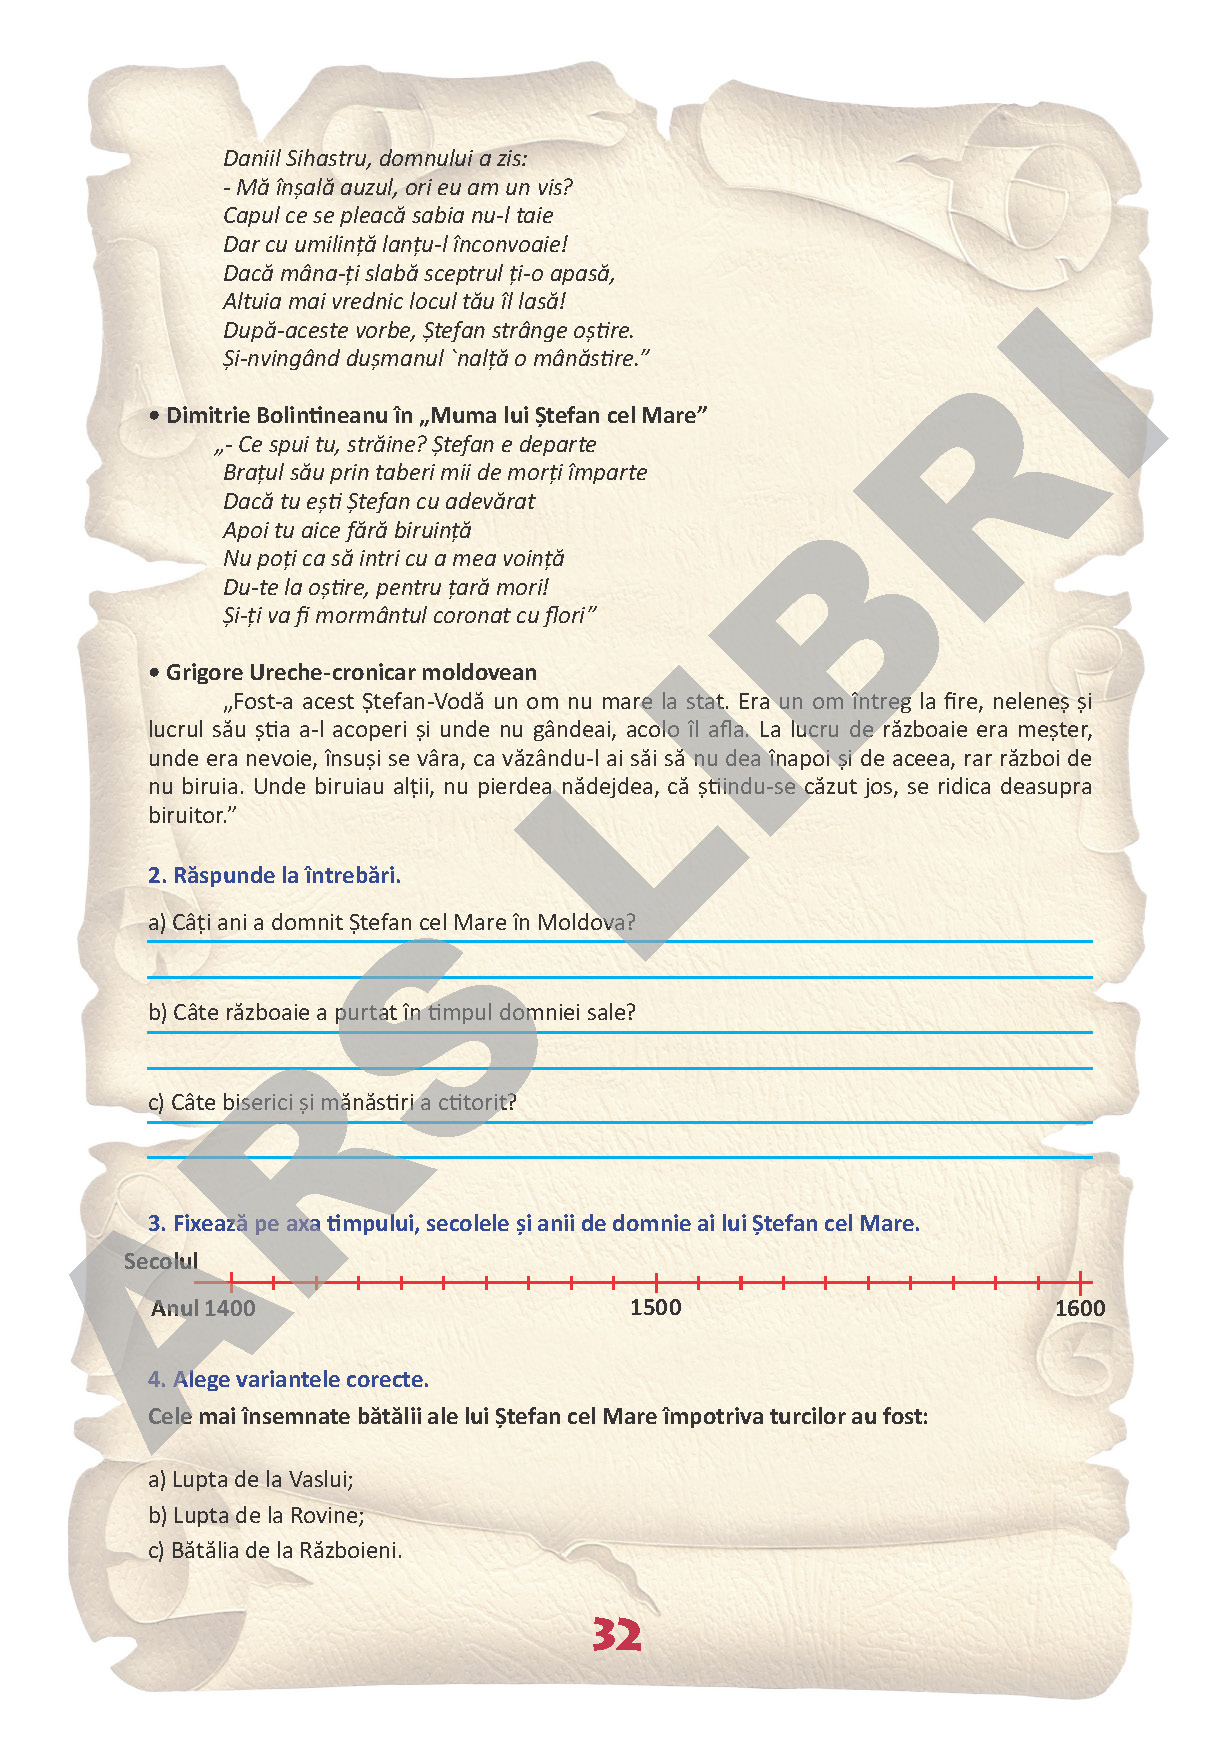 Daniil Sihastru, domnului a zis:
- Mă înșală auzul, ori eu am un vis?
Capul ce se pleacă sabia nu-l taie
Dar cu umilință lanțu-l înconvoaie!
Dacă mâna-ți slabă sceptrul ți-o apasă,
Altuia mai vrednic locul tău îl lasă!
După-aceste vorbe, Ștefan strânge oștire.
Și-nvingând dușmanul `nalță o mânăstire.”
• Dimitrie Bolintineanu în „Muma lui Ștefan cel Mare”
„- Ce spui tu, străine? Ștefan e departe
Brațul său prin taberi mii de morți împarte
Dacă tu ești Ștefan cu adevărat
Apoi tu aice fără biruință
Nu poți ca să intri cu a mea voință
Du-te la oștire, pentru țară mori!
Și-ți va fi mormântul coronat cu flori”
• Grigore Ureche-cronicar moldovean
„Fost-a acest Ștefan-Vodă un om nu mare la stat. Era un om întreg la fire, neleneș și
lucrul său știa a-l acoperi și unde nu gândeai, acolo îl afla. La lucru de războaie era meșter,
unde era nevoie, însuși se vâra, ca văzându-l ai săi să nu dea înapoi și de aceea, rar război de
nu biruia. Unde biruiau alții, nu pierdea nădejdea, că știindu-se căzut jos, se ridica deasupra
biruitor.”
2. Răspunde la întrebări.
a) Câți ani a domnit Ștefan cel Mare în Moldova?
b) Câte războaie a purtat în timpul domniei sale?
c) Câte biserici și mănăstiri a ctitorit?
3. Fixează pe axa timpului, secolele și anii de domnie ai lui Ștefan cel Mare.
Secolul
Anul 1400 1500 1600
4. Alege variantele corecte.
Cele mai însemnate bătălii ale lui Ștefan cel Mare împotriva turcilor au fost:
a) Lupta de la Vaslui;
b) Lupta de la Rovine;
c) Bătălia de la Războieni.
32
ARS LIBRI